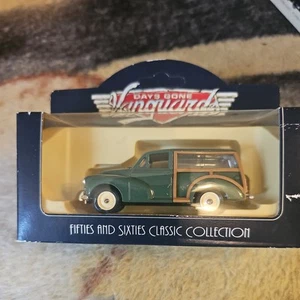 DAYS GONE
Vanguards
FIFTIES AND SIXTIES CLASSIC COLLECTION